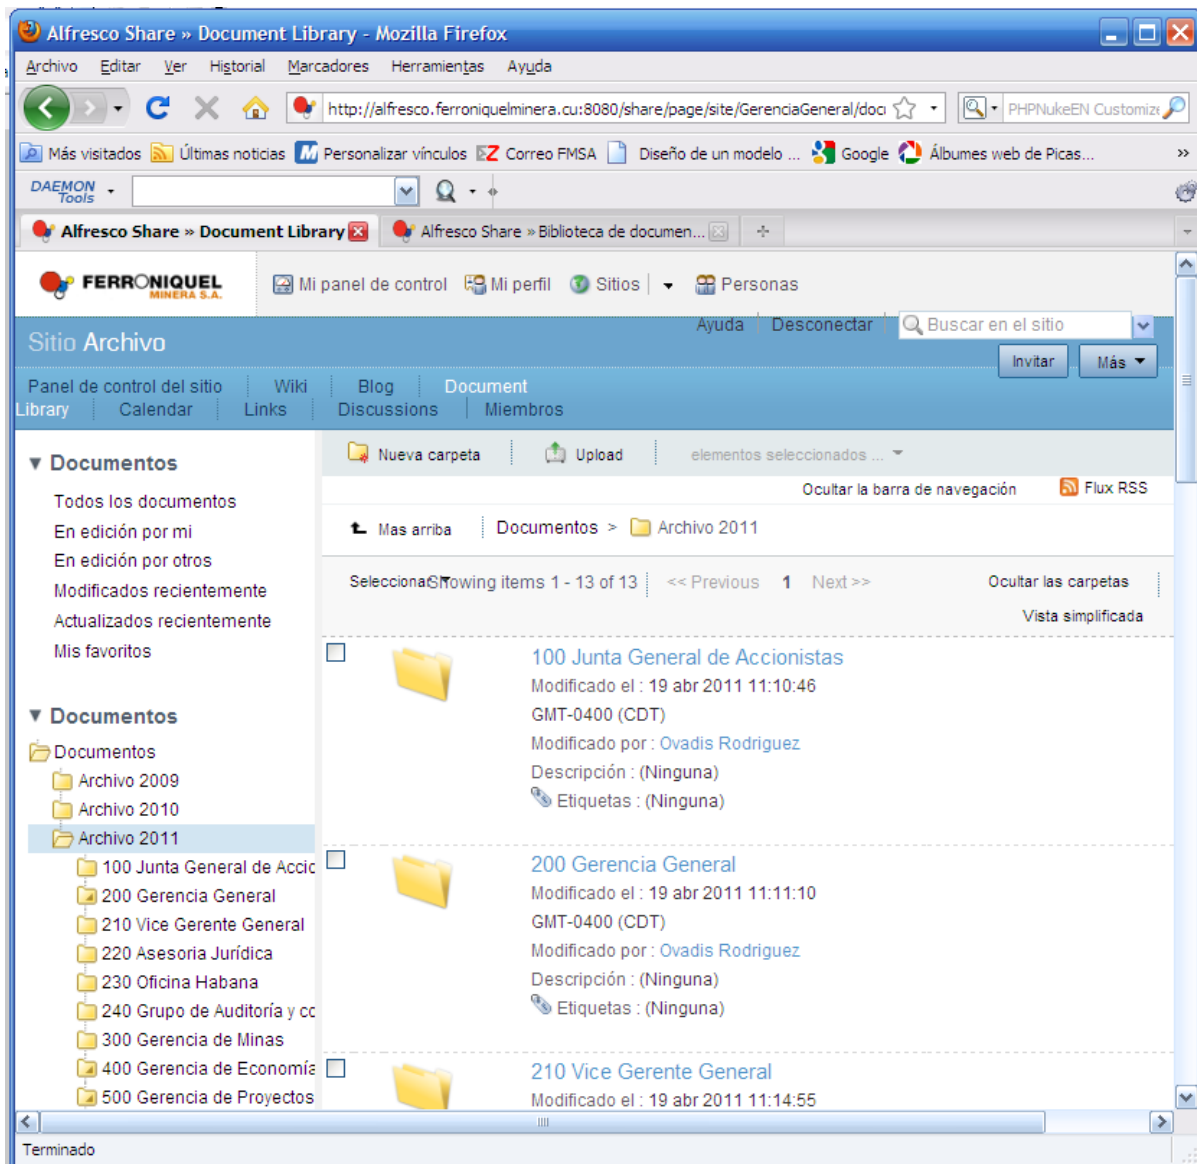 Alfresco Share » Document Library - Mozilla Firefox
Archivo Editar Ver Historial Marcadores Herramientas Ayuda
http://alfresco.ferroniquelminera.cu:8080/share/page/site/GerenciaGeneral/doc PHPNukeEN Customize
Más visitados Últimas noticias Personalizar vínculos Correo FMSA Diseño de un modelo ... Google Álbumes web de Picas... »
DAEMON Tools
Alfresco Share » Document Library Alfresco Share » Biblioteca de documen...
FERRONIQUEL MINERA S.A. Mi panel de control Mi perfil Sitios Personas
Ayuda Desconectar Buscar en el sitio
Sitio Archivo
Invitar Más
Panel de control del sitio Wiki Blog Document
Library Calendar Links Discussions Miembros
Documentos
Todos los documentos
En edición por mi
En edición por otros
Modificados recientemente
Actualizados recientemente
Mis favoritos
Documentos
Documentos
Archivo 2009
Archivo 2010
Archivo 2011
100 Junta General de Accic
200 Gerencia General
210 Vice Gerente General
220 Asesoria Jurídica
230 Oficina Habana
240 Grupo de Auditoría y cc
300 Gerencia de Minas
400 Gerencia de Economía
500 Gerencia de Proyectos
Nueva carpeta Upload elementos seleccionados ...
Ocultar la barra de navegación Flux RSS
Mas arriba Documentos > Archivo 2011
Seleccionar Showing items 1 - 13 of 13 << Previous 1 Next >> Ocultar las carpetas
Vista simplificada
100 Junta General de Accionistas
Modificado el : 19 abr 2011 11:10:46
GMT-0400 (CDT)
Modificado por : Ovadis Rodriguez
Descripción : (Ninguna)
Etiquetas : (Ninguna)
200 Gerencia General
Modificado el : 19 abr 2011 11:11:10
GMT-0400 (CDT)
Modificado por : Ovadis Rodriguez
Descripción : (Ninguna)
Etiquetas : (Ninguna)
210 Vice Gerente General
Modificado el : 19 abr 2011 11:14:55
Terminado